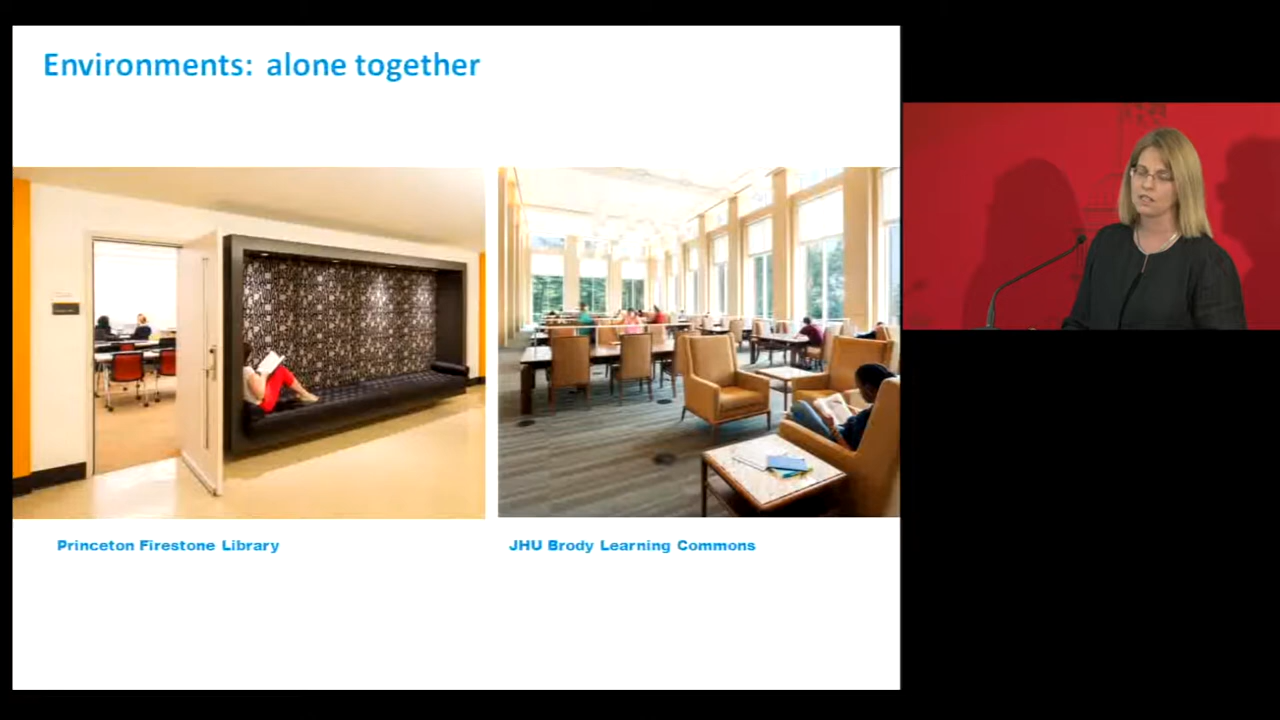 Environments: alone together
Princeton Firestone Library
JHU Brody Learning Commons